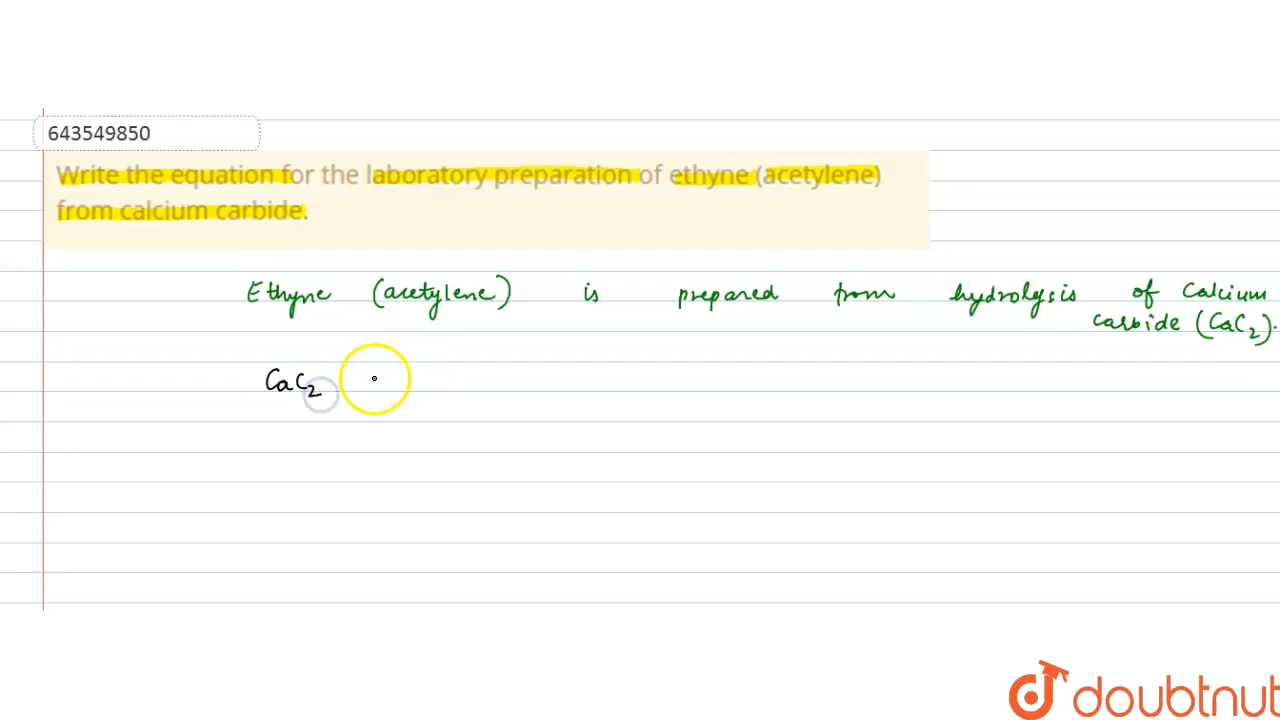 643549850
Write the equation for the laboratory preparation of ethyne (acetylene)
from calcium carbide.
Ethyne (acetylene) is prepared from hydrolysis of Calcium
carbide (CaC2).
CaC2
doubtnut